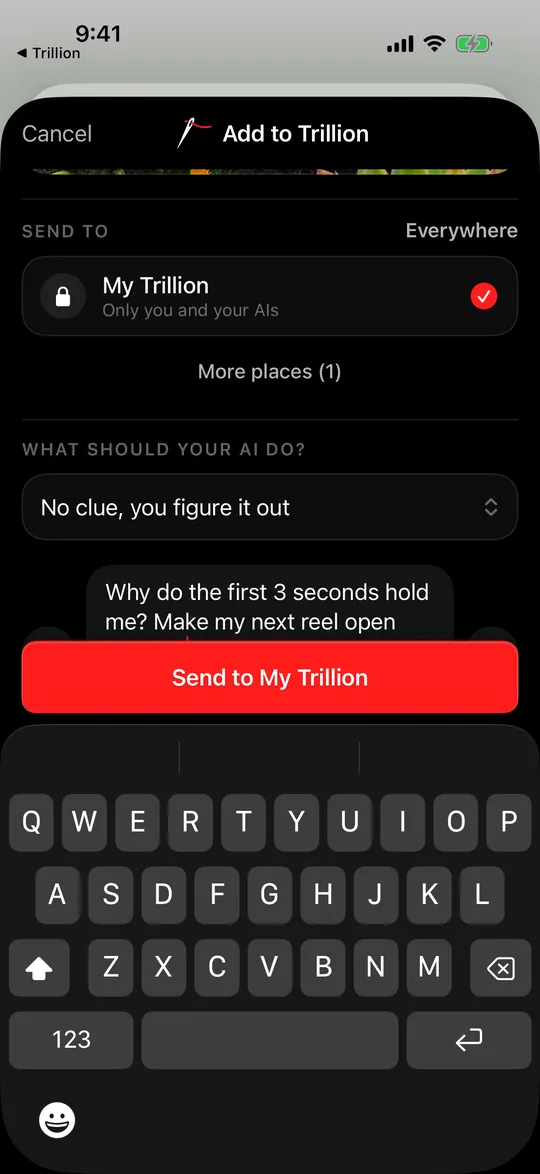 9:41
◀ Trillion
Cancel
Add to Trillion
SEND TO
Everywhere
My Trillion
Only you and your AIs
More places (1)
WHAT SHOULD YOUR AI DO?
No clue, you figure it out
Why do the first 3 seconds hold
me? Make my next reel open
Send to My Trillion
Q W E R T Y U I O P
A S D F G H J K L
Z X C V B N M
123